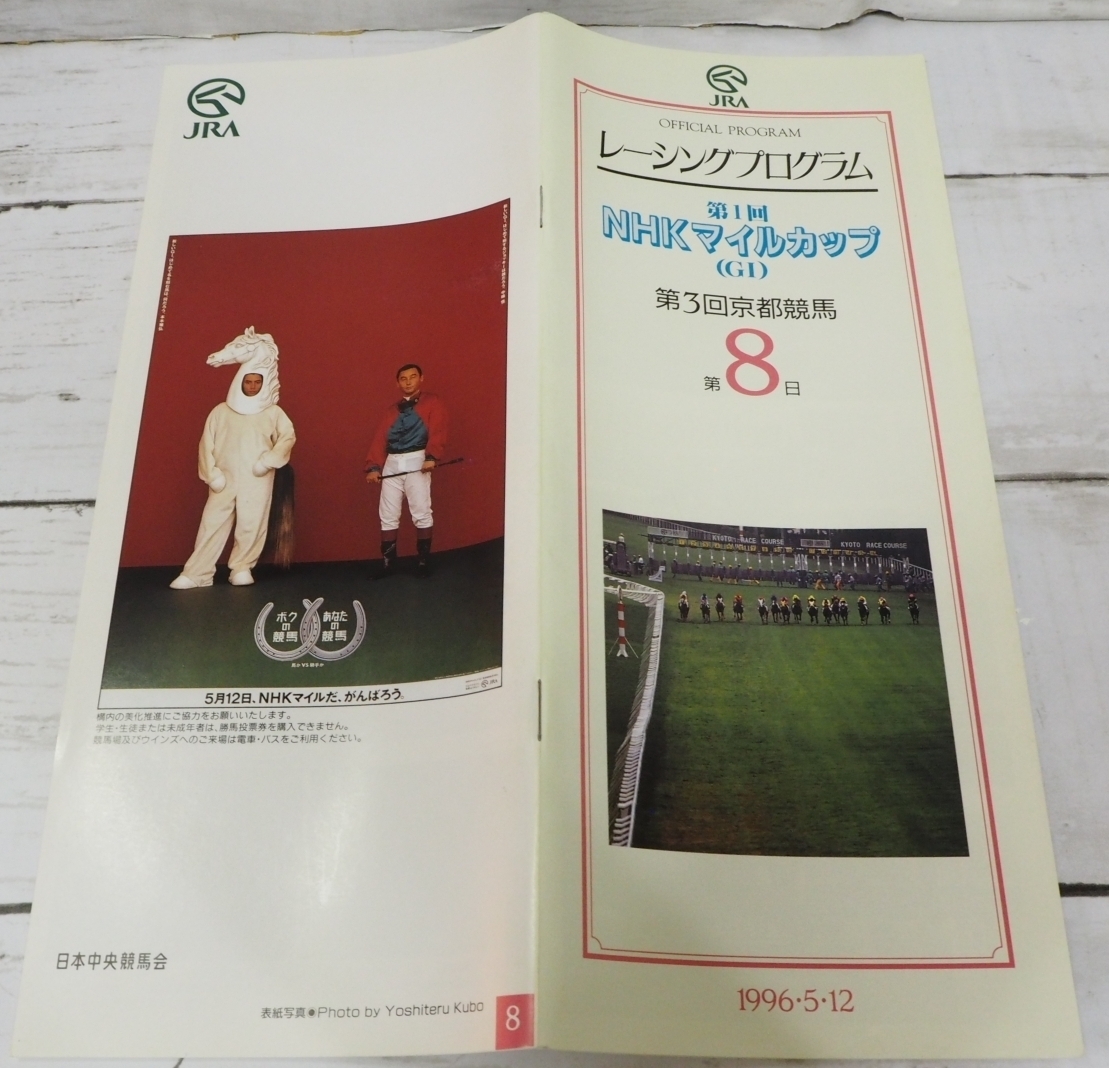 JRA
ボクの競馬
あなたの競馬
馬か VS 騎手か
JRA
5月12日、NHKマイルだ、がんばろう。
構内の美化推進にご協力をお願いいたします。
学生・生徒または未成年者は、勝馬投票券を購入できません。
競馬場及びウインズへのご来場は電車・バスをご利用ください。
日本中央競馬会
表紙写真●Photo by Yoshiteru Kubo
8
JRA
OFFICIAL PROGRAM
レーシングプログラム
第1回
NHKマイルカップ
(GI)
第3回京都競馬
第8日
KYOTO RACE COURSE
KYOTO RACE COURSE
1996・5・12